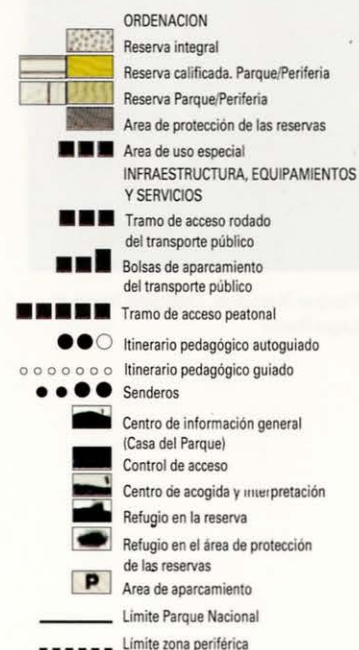 ORDENACION
Reserva integral
Reserva calificada. Parque/Periferia
Reserva Parque/Periferia
Area de protección de las reservas
Area de uso especial
INFRAESTRUCTURA, EQUIPAMIENTOS
Y SERVICIOS
Tramo de acceso rodado
del transporte público
Bolsas de aparcamiento
del transporte público
Tramo de acceso peatonal
Itinerario pedagógico autoguiado
Itinerario pedagógico guiado
Senderos
Centro de información general
(Casa del Parque)
Control de acceso
Centro de acogida y interpretación
Refugio en la reserva
Refugio en el área de protección
de las reservas
P Area de aparcamiento
Límite Parque Nacional
Límite zona periférica